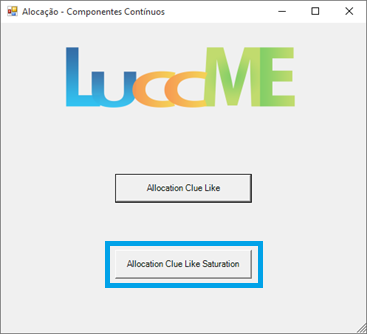 Alocação - Componentes Contínuos
LuccME
Allocation Clue Like
Allocation Clue Like Saturation